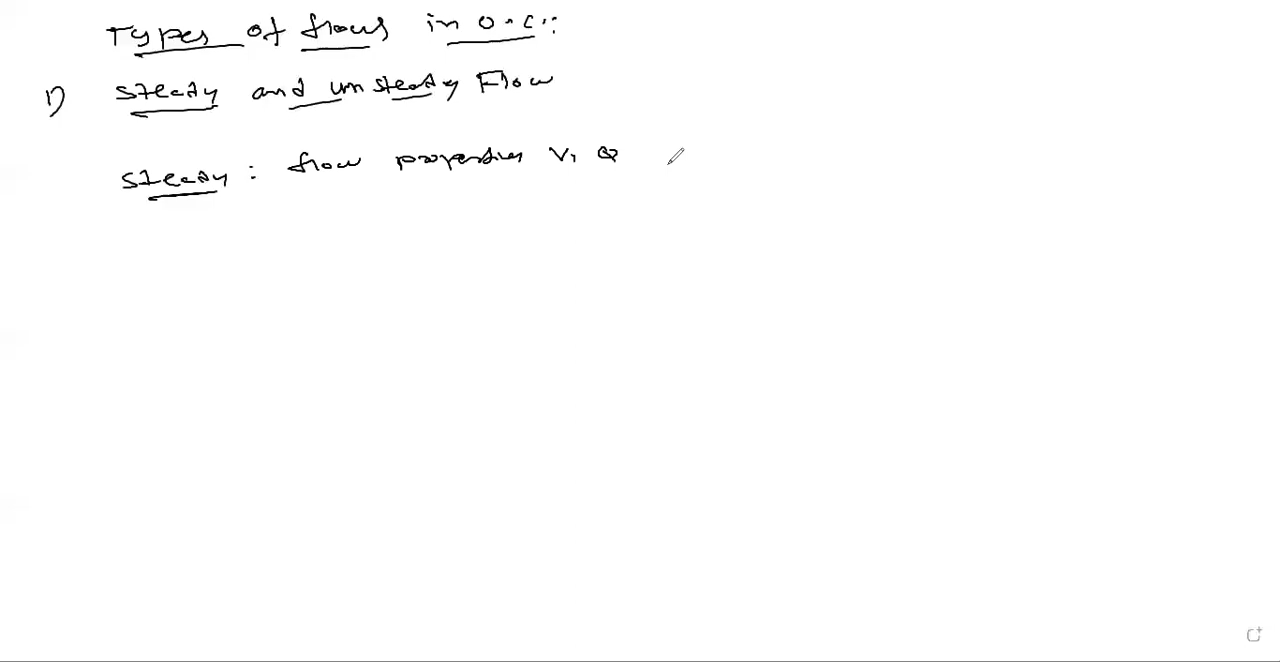 Types of flows in O.C::
1) steady and unsteady Flow
steady : flow properties V, Q